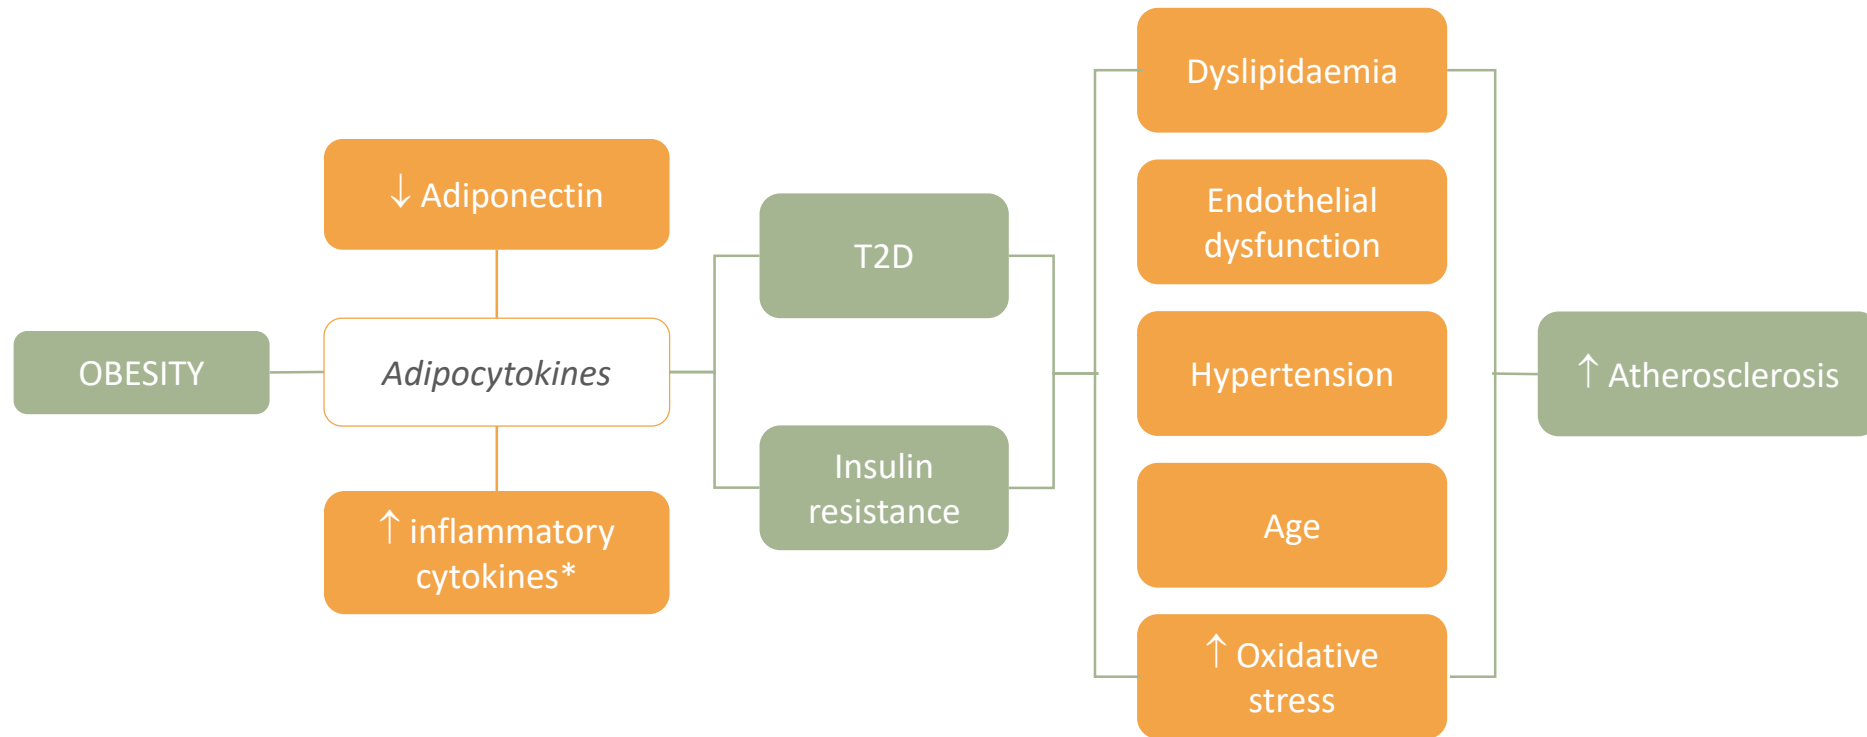 OBESITY
↓ Adiponectin
Adipocytokines
↑ inflammatory
cytokines*
T2D
Insulin
resistance
Dyslipidaemia
Endothelial
dysfunction
Hypertension
Age
↑ Oxidative
stress
↑ Atherosclerosis